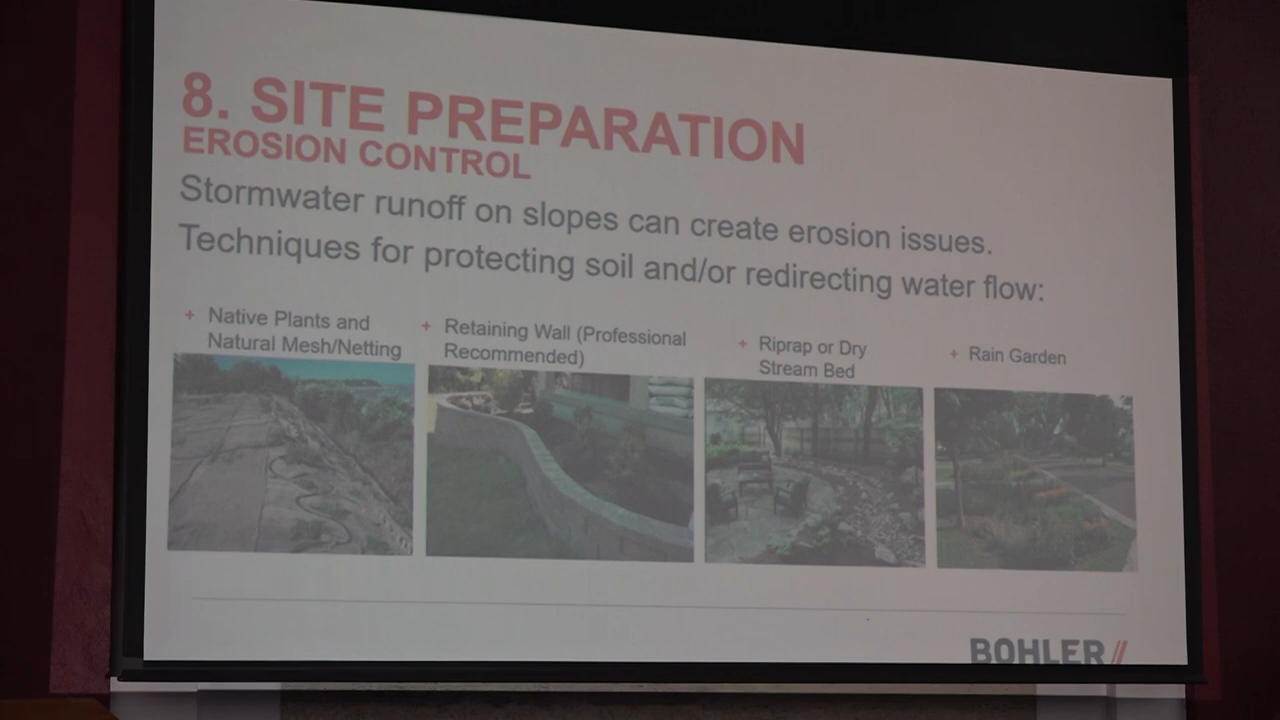 8. SITE PREPARATION
EROSION CONTROL
Stormwater runoff on slopes can create erosion issues.
Techniques for protecting soil and/or redirecting water flow:
+ Native Plants and
Natural Mesh/Netting
+ Retaining Wall (Professional
Recommended)
+ Riprap or Dry
Stream Bed
+ Rain Garden
BOHLER//